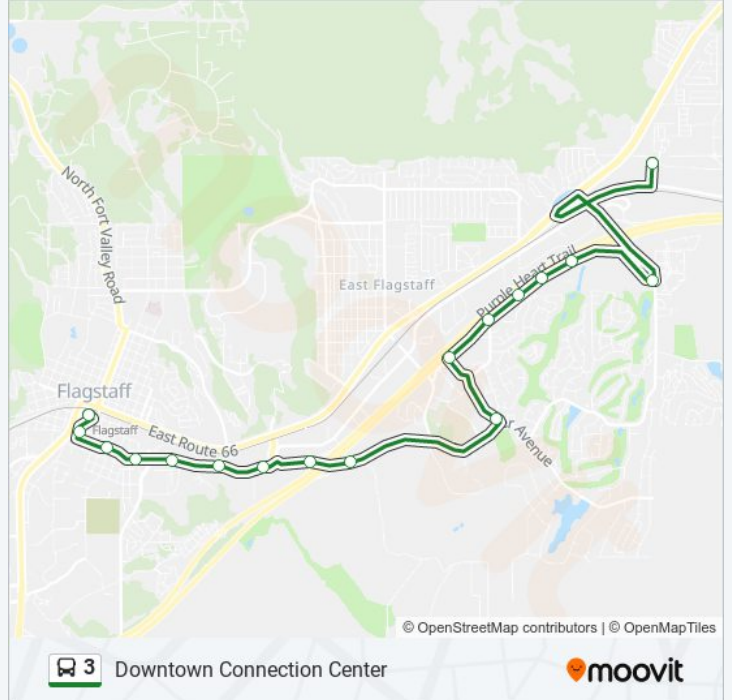 North Fort Valley Road
East Flagstaff
Purple Heart Trail
Flagstaff
Flagstaff
East Route 66
r Avenue
© OpenStreetMap contributors | © OpenMapTiles
3 Downtown Connection Center
moovit